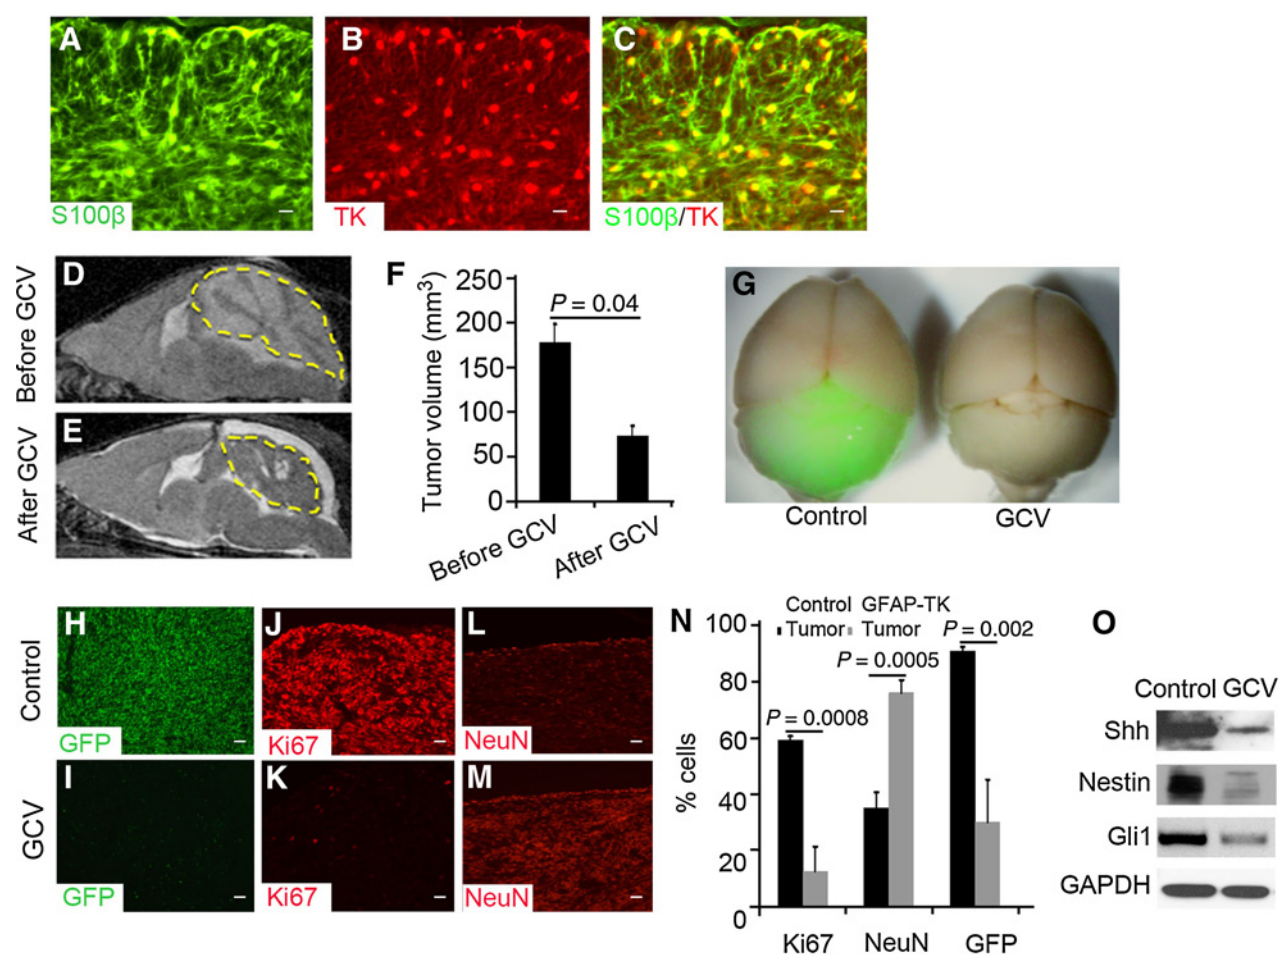 A
B
C
S100β
TK
S100β/TK
Before GCV
D
After GCV
E
F
Tumor volume (mm³)
250
200
150
100
50
0
P = 0.04
Before GCV
After GCV
G
Control
GCV
Control
H
GFP
J
Ki67
L
NeuN
GCV
I
GFP
K
Ki67
M
NeuN
N
% cells
100
80
60
40
20
0
Control GFAP-TK
Tumor Tumor
P = 0.0008
P = 0.0005
P = 0.002
Ki67
NeuN
GFP
O
Control GCV
Shh
Nestin
Gli1
GAPDH